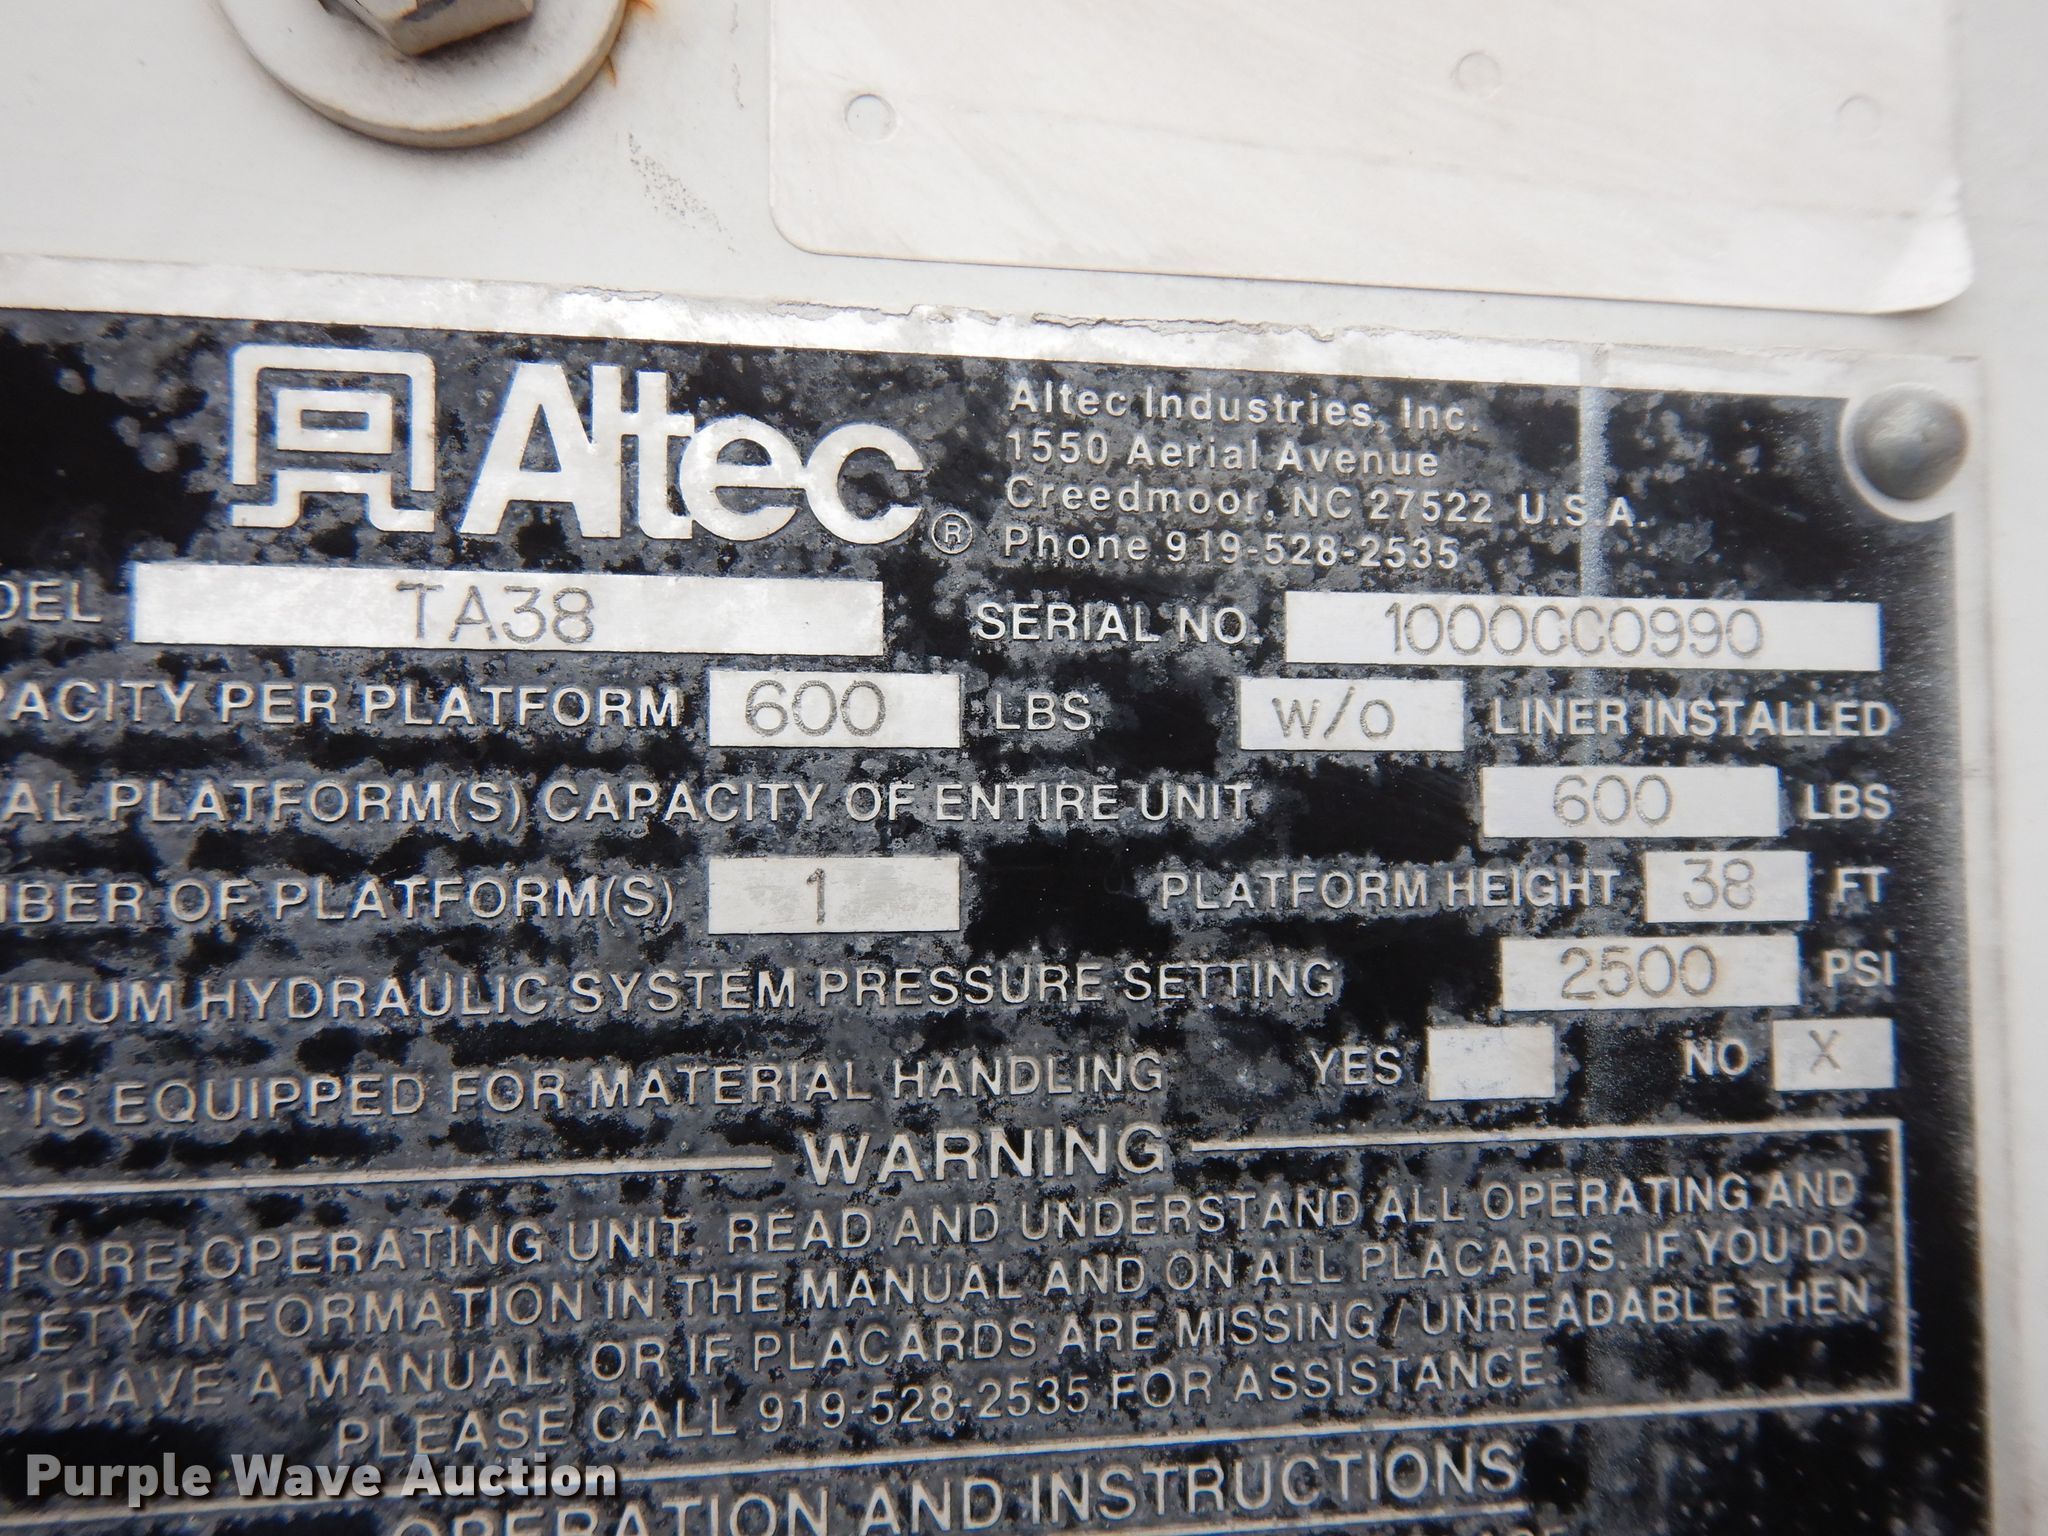 Altec ®
Altec Industries, Inc.
1550 Aerial Avenue
Creedmoor, NC 27522 U.S.A.
Phone 919-528-2535
DEL TA38 SERIAL NO.
PACITY PER PLATFORM 600 LBS W/O LINER INSTALLED
AL PLATFORM(S) CAPACITY OF ENTIRE UNIT 600 LBS
MBER OF PLATFORM(S) 1 PLATFORM HEIGHT 38 FT
IMUM HYDRAULIC SYSTEM PRESSURE SETTING 2500 PSI
T IS EQUIPPED FOR MATERIAL HANDLING YES NO X
WARNING
FORE OPERATING UNIT, READ AND UNDERSTAND ALL OPERATING AND
FETY INFORMATION IN THE MANUAL AND ON ALL PLACARDS. IF YOU DO
T HAVE A MANUAL, OR IF PLACARDS ARE MISSING / UNREADABLE THEN
PLEASE CALL 919-528-2535 FOR ASSISTANCE.
OPERATION AND INSTRUCTIONS
Purple Wave Auction